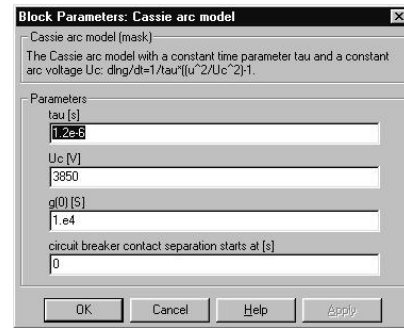 Block Parameters: Cassie arc model
Cassie arc model (mask)
The Cassie arc model with a constant time parameter tau and a constant
arc voltage Uc: dlng/dt=1/tau*((u^2/Uc^2)-1.
Parameters
tau [s]
1.2e-6
Uc [V]
3850
g(0) [S]
1.e4
circuit breaker contact separation starts at [s]
0
OK Cancel Help Apply